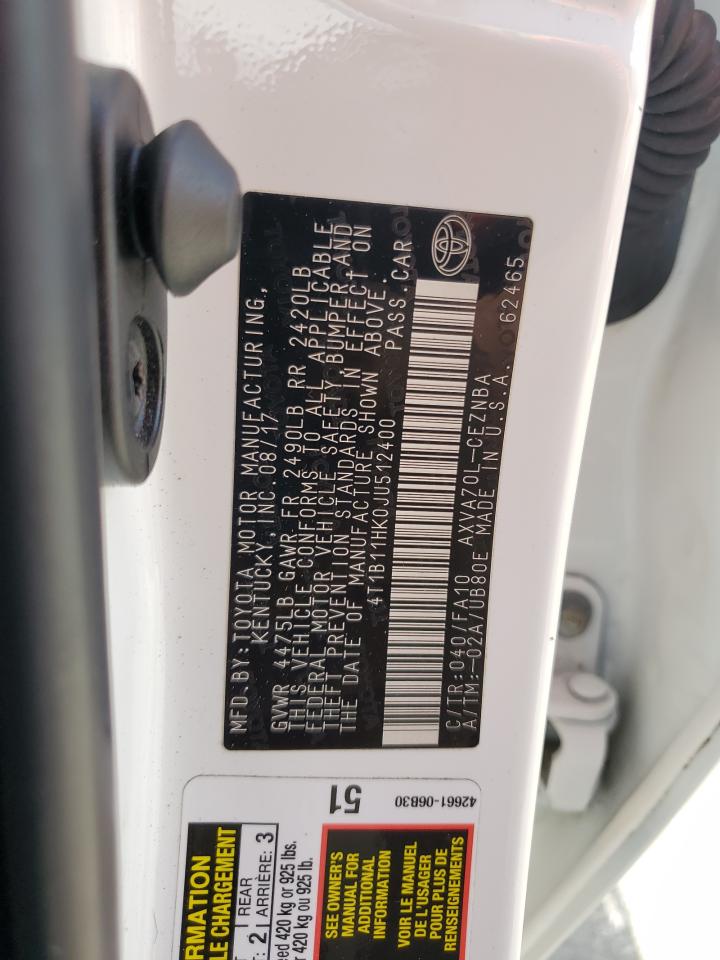 MFD.BY:TOYOTA MOTOR MANUFACTURING,
KENTUCKY, INC.08/17
GVWR 4475LB GAWR FR 2490LB RR 2420LB
THIS VEHICLE CONFORMS TO ALL APPLICABLE
FEDERAL MOTOR VEHICLE SAFETY, BUMPER, AND
THEFT PREVENTION STANDARDS IN EFFECT ON
THE DATE OF MANUFACTURE SHOWN ABOVE.
4T1B11HK0JU512400 PASS.CAR
C/TR:040/FA10 AXVA70L-CEZNBA
A/TM:-02A/UB80E MADE IN U.S.A. 62465
51
42661-06B30
RMATION
LE CHARGEMENT
2
REAR
ARRIÈRE: 3
eed 420 kg or 925 lbs.
420 kg ou 925 lb.
SEE OWNER'S
MANUAL FOR
ADDITIONAL
INFORMATION
VOIR LE MANUEL
DE L'USAGER
POUR PLUS DE
RENSEIGNEMENTS